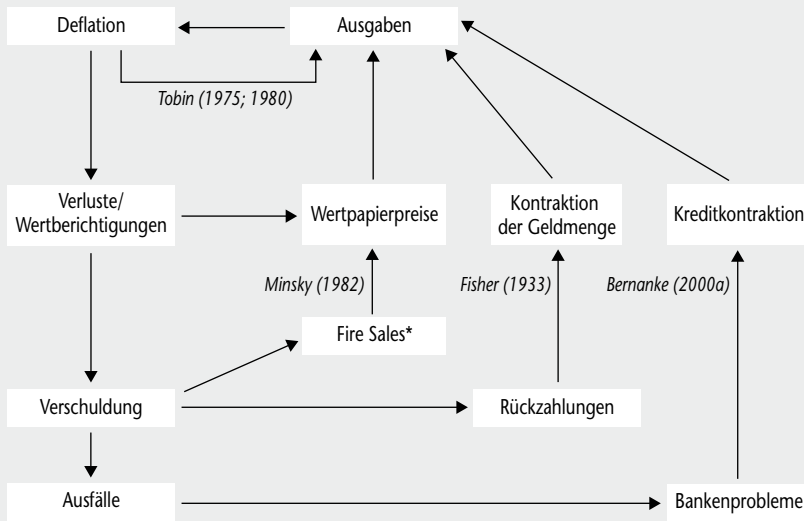 Deflation
Ausgaben
Tobin (1975; 1980)
Verluste/
Wertberichtigungen
Wertpapierpreise
Kontraktion
der Geldmenge
Kreditkontraktion
Minsky (1982)
Fisher (1933)
Bernanke (2000a)
Fire Sales*
Verschuldung
Rückzahlungen
Ausfälle
Bankenprobleme